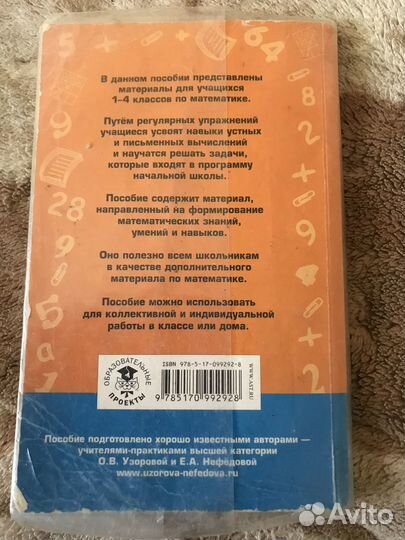 В данном пособии представлены
материалы для учащихся
1–4 классов по математике.
Путём регулярных упражнений
учащиеся усвоят навыки устных
и письменных вычислений
и научатся решать задачи,
которые входят в программу
начальной школы.
Пособие содержит материал,
направленный на формирование
математических знаний,
умений и навыков.
Оно полезно всем школьникам
в качестве дополнительного
материала по математике.
Пособие можно использовать
для коллективной и индивидуальной
работы в классе или дома.
ОБРАЗОВАТЕЛЬНЫЕ
ПРОЕКТЫ
ISBN 978-5-17-099292-8
9 785170 992928
WWW.AST.RU
Пособие подготовлено хорошо известными авторами —
учителями-практиками высшей категории
О.В. Узоровой и Е.А. Нефёдовой
www.uzorova-nefedova.ru
Avito